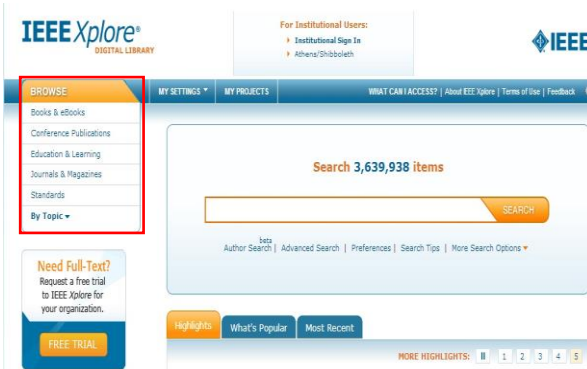 IEEE Xplore®
DIGITAL LIBRARY
For Institutional Users:
Institutional Sign In
Athens/Shibboleth
IEEE
BROWSE
MY SETTINGS
MY PROJECTS
WHAT CAN I ACCESS? | About IEEE Xplore | Terms of Use | Feedback
Books & eBooks
Conference Publications
Education & Learning
Journals & Magazines
Standards
By Topic
Search 3,639,938 items
SEARCH
beta
Author Search | Advanced Search | Preferences | Search Tips | More Search Options
Need Full-Text?
Request a free trial
to IEEE Xplore for
your organization.
FREE TRIAL
Highlights
What's Popular
Most Recent
MORE HIGHLIGHTS: II 1 2 3 4 5